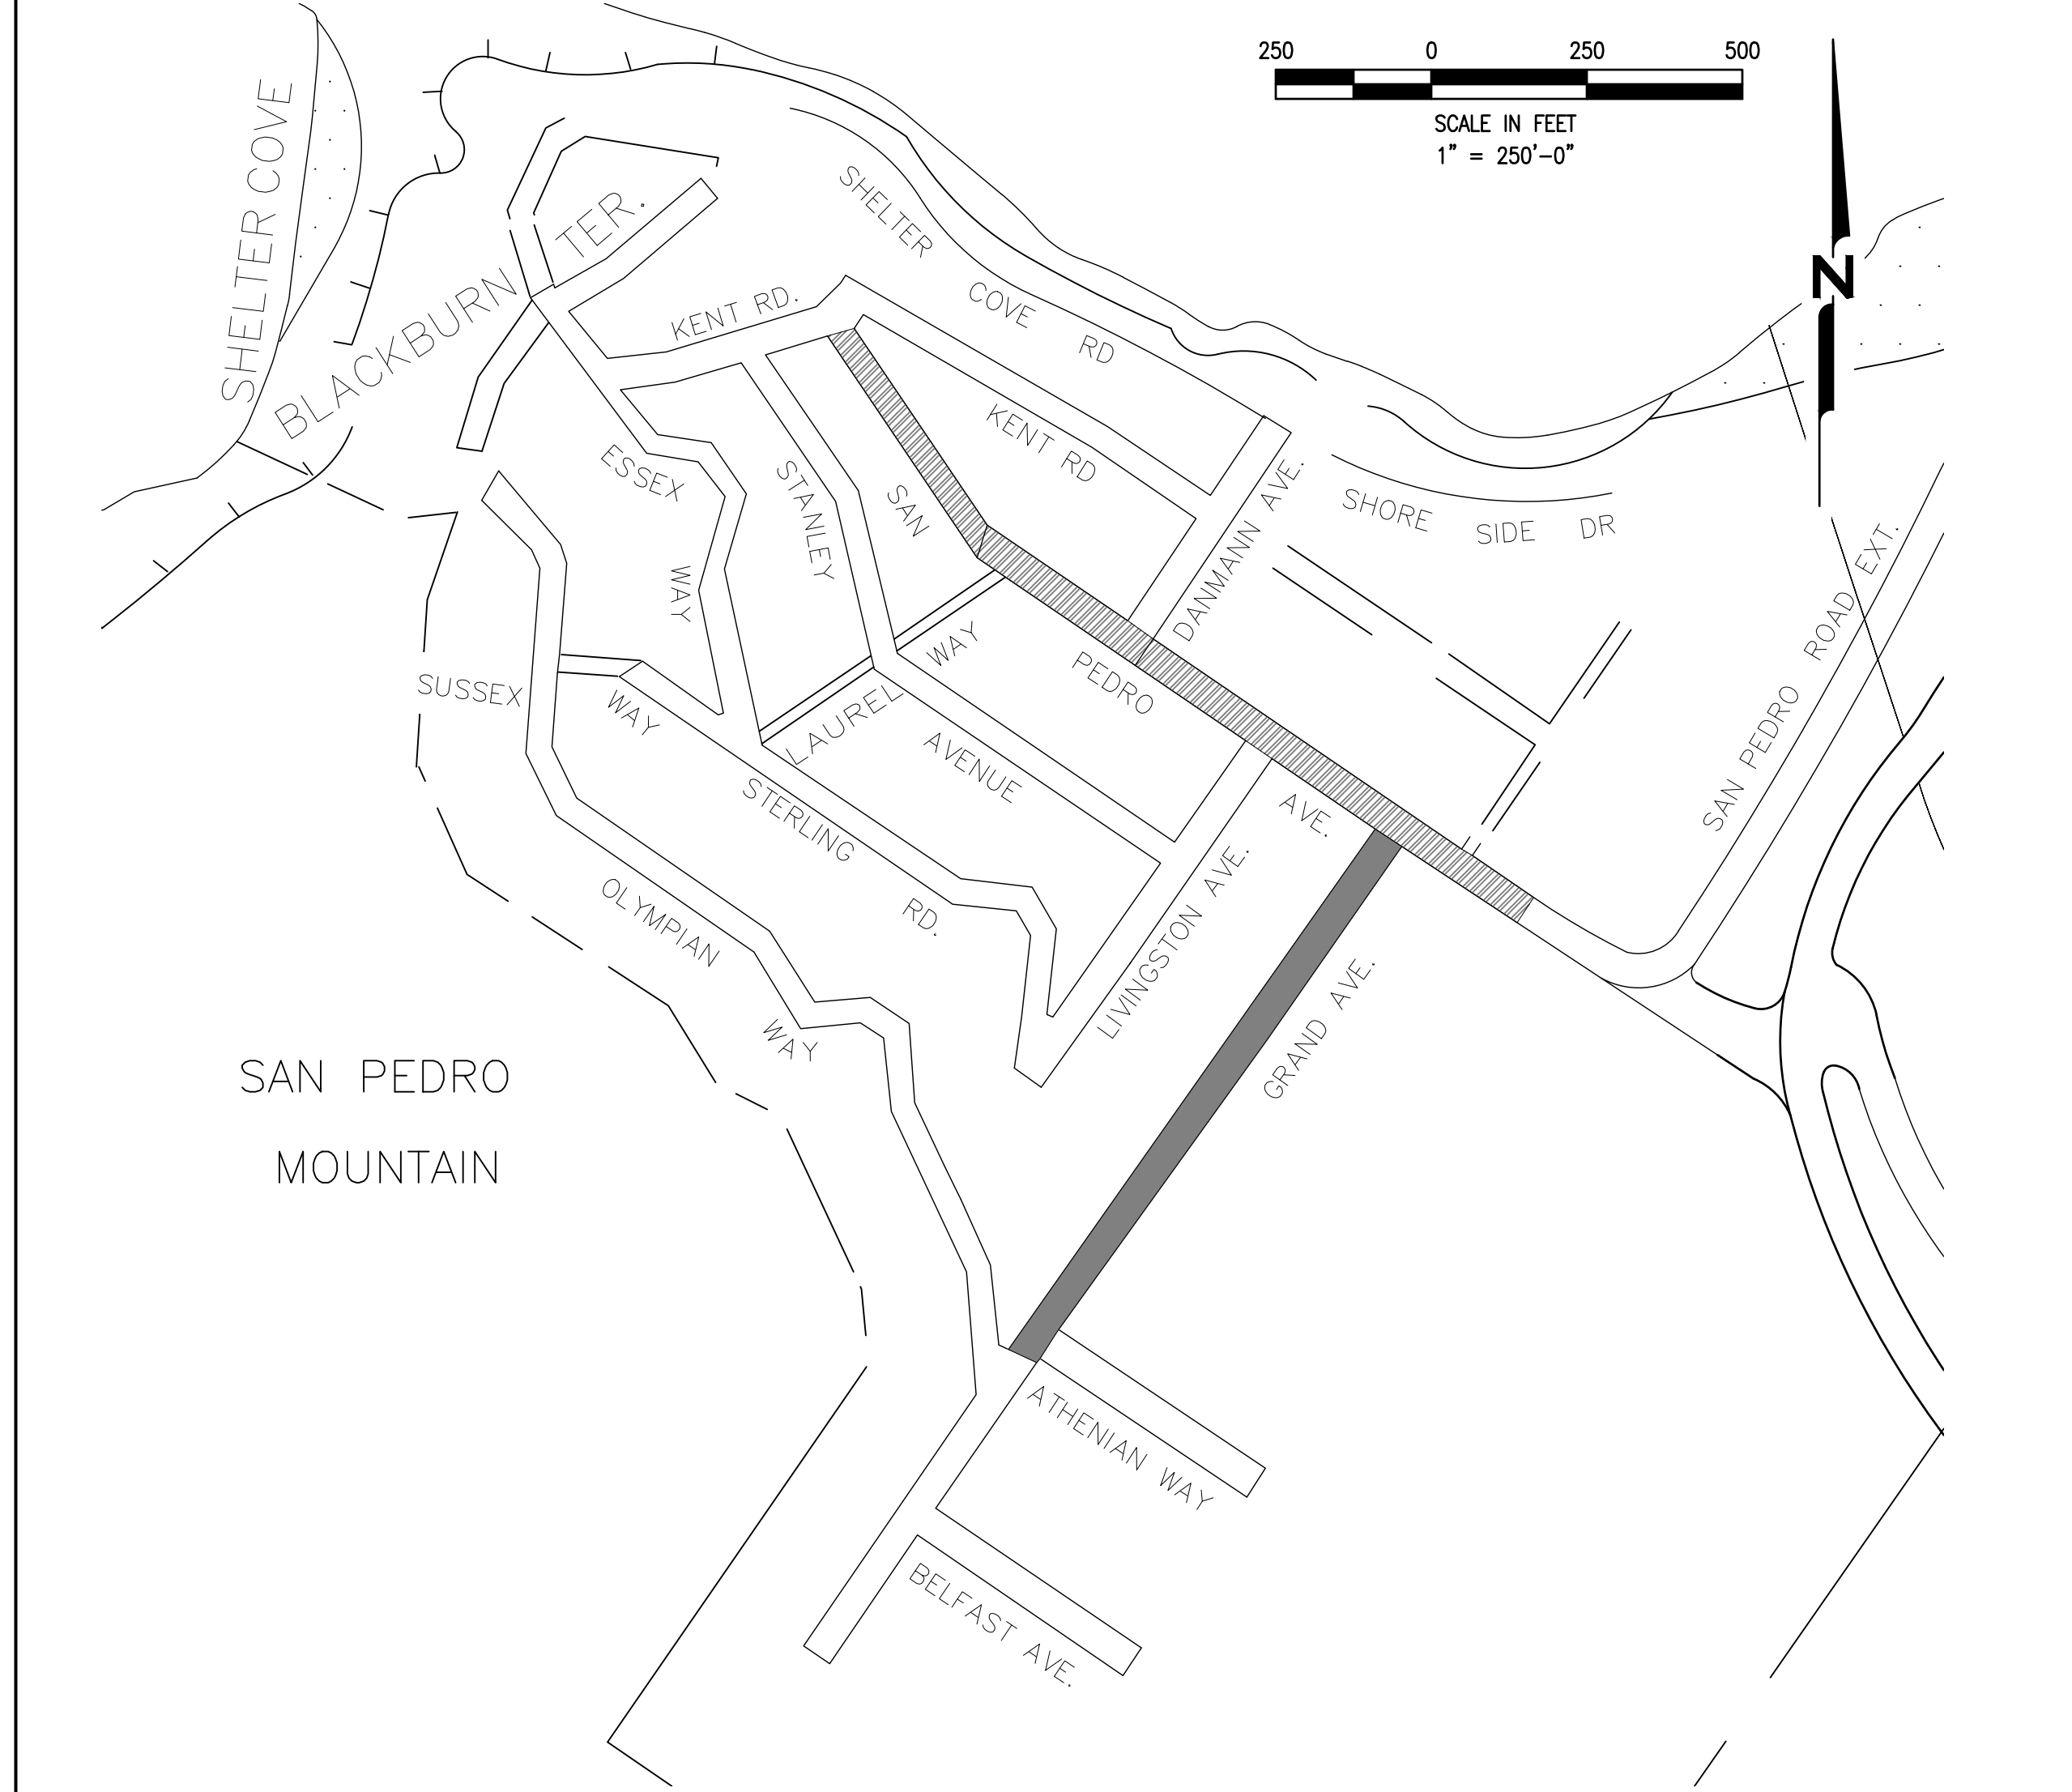 250 0 250 500
SCALE IN FEET
1" = 250'-0"
N
SHELTER COVE
BLACKBURN TER.
SHELTER COVE RD
KENT RD.
KENT RD
ESSEX WAY
STANLEY AVENUE
SAN PEDRO AVE.
DANMANN AVE.
SHORE SIDE DR
SAN PEDRO ROAD EXT.
SUSSEX WAY
LAUREL WAY
STERLING RD.
OLYMPIAN WAY
LIVINGSTON AVE.
GRAND AVE.
SAN PEDRO
MOUNTAIN
ATHENIAN WAY
BELFAST AVE.